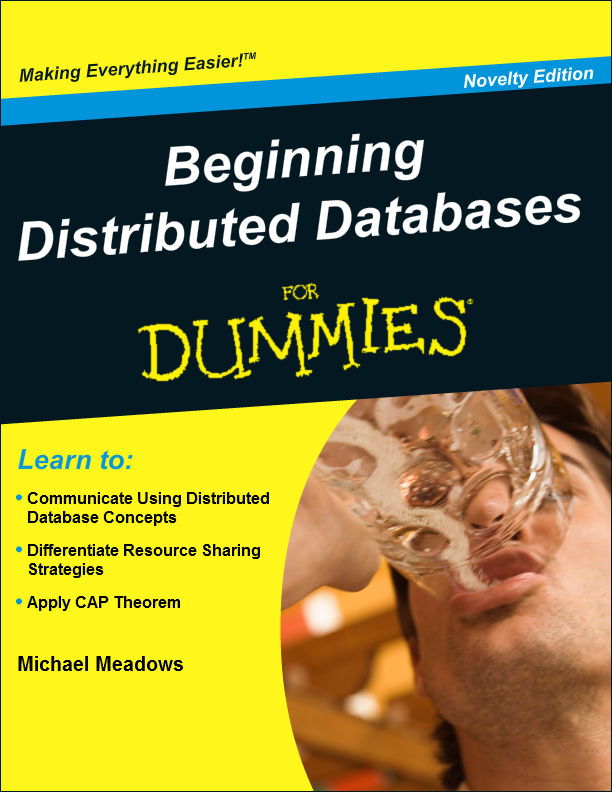 Making Everything Easier!™
Novelty Edition
Beginning
Distributed Databases
FOR
DUMMIES®
Learn to:
• Communicate Using Distributed
Database Concepts
• Differentiate Resource Sharing
Strategies
• Apply CAP Theorem
Michael Meadows